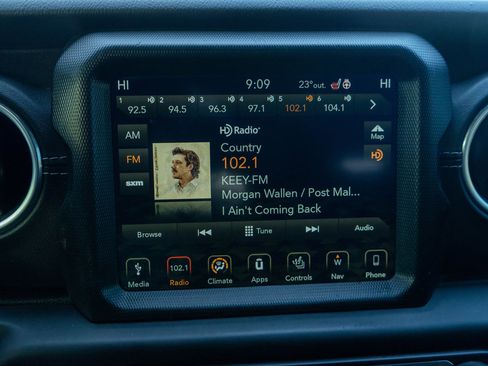 HI 9:09 23°out. HI
1 2 3 4 5 6
92.5 94.5 96.3 97.1 102.1 104.1
AM
FM
sxm
HD Radio
Country
102.1
KEEY-FM
Morgan Wallen / Post Mal...
I Ain't Coming Back
Map
HD
Browse Tune Audio
102.1
Media Radio Climate Apps Controls Nav Phone